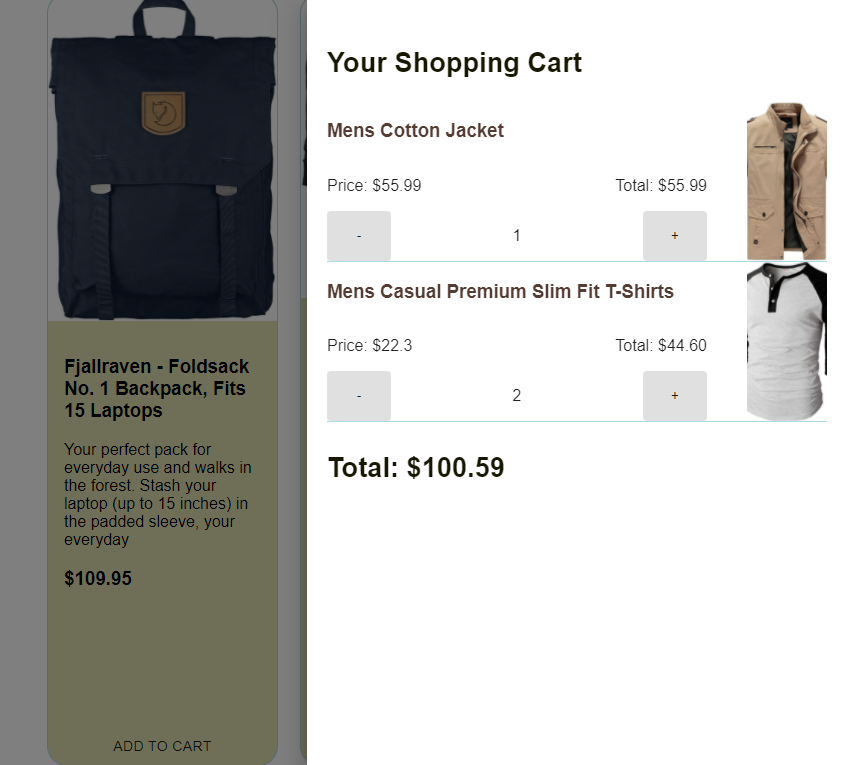 Your Shopping Cart
Mens Cotton Jacket
Price: $55.99 Total: $55.99
- 1 +
Mens Casual Premium Slim Fit T-Shirts
Price: $22.3 Total: $44.60
- 2 +
Total: $100.59
Fjallraven - Foldsack
No. 1 Backpack, Fits
15 Laptops
Your perfect pack for
everyday use and walks in
the forest. Stash your
laptop (up to 15 inches) in
the padded sleeve, your
everyday
$109.95
ADD TO CART